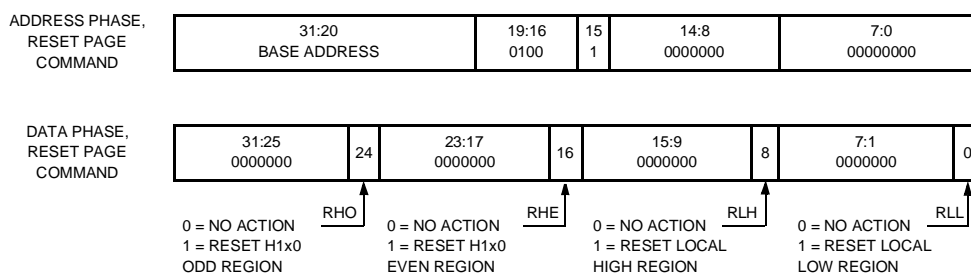 ADDRESS PHASE,
RESET PAGE
COMMAND
31:20
BASE ADDRESS
19:16
0100
15
1
14:8
0000000
7:0
00000000
DATA PHASE,
RESET PAGE
COMMAND
31:25
0000000
24
23:17
0000000
16
15:9
0000000
8
7:1
0000000
0
RHO
0 = NO ACTION
1 = RESET H1x0
ODD REGION
RHE
0 = NO ACTION
1 = RESET H1x0
EVEN REGION
RLH
0 = NO ACTION
1 = RESET LOCAL
HIGH REGION
RLL
0 = NO ACTION
1 = RESET LOCAL
LOW REGION